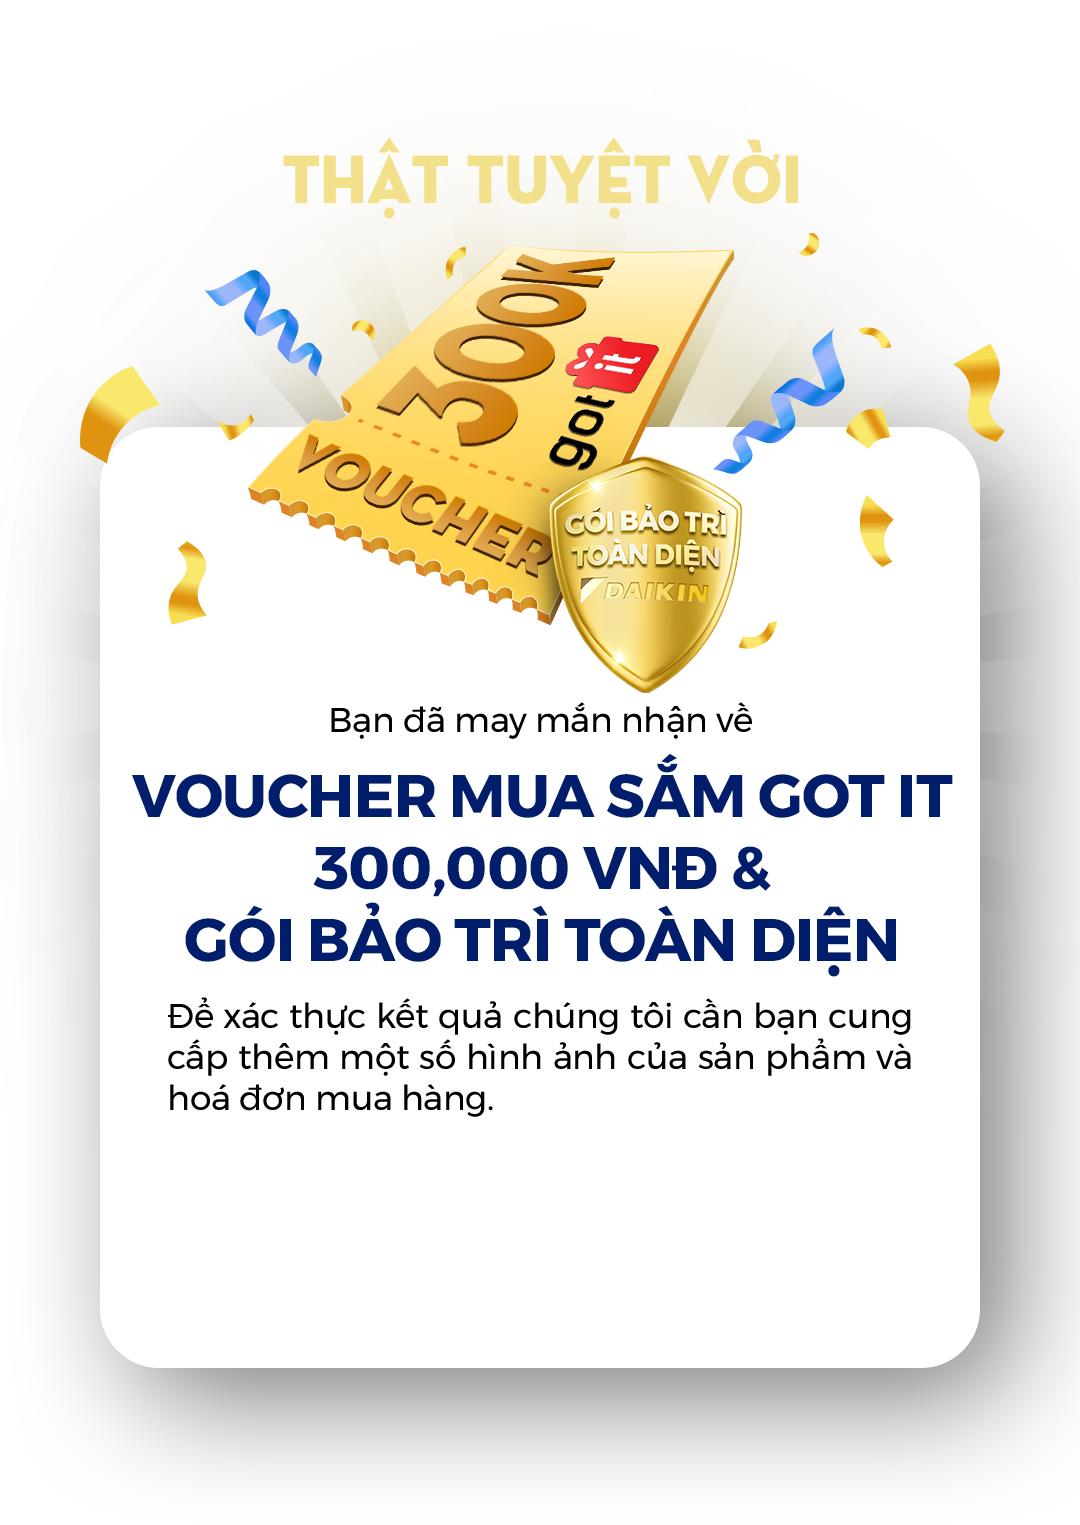 THẬT TUYỆT VỜI
300K
got it
VOUCHER
GÓI BẢO TRÌ
TOÀN DIỆN
DAIKIN
Bạn đã may mắn nhận về
VOUCHER MUA SẮM GOT IT
300,000 VNĐ &
GÓI BẢO TRÌ TOÀN DIỆN
Để xác thực kết quả chúng tôi cần bạn cung
cấp thêm một số hình ảnh của sản phẩm và
hoá đơn mua hàng.